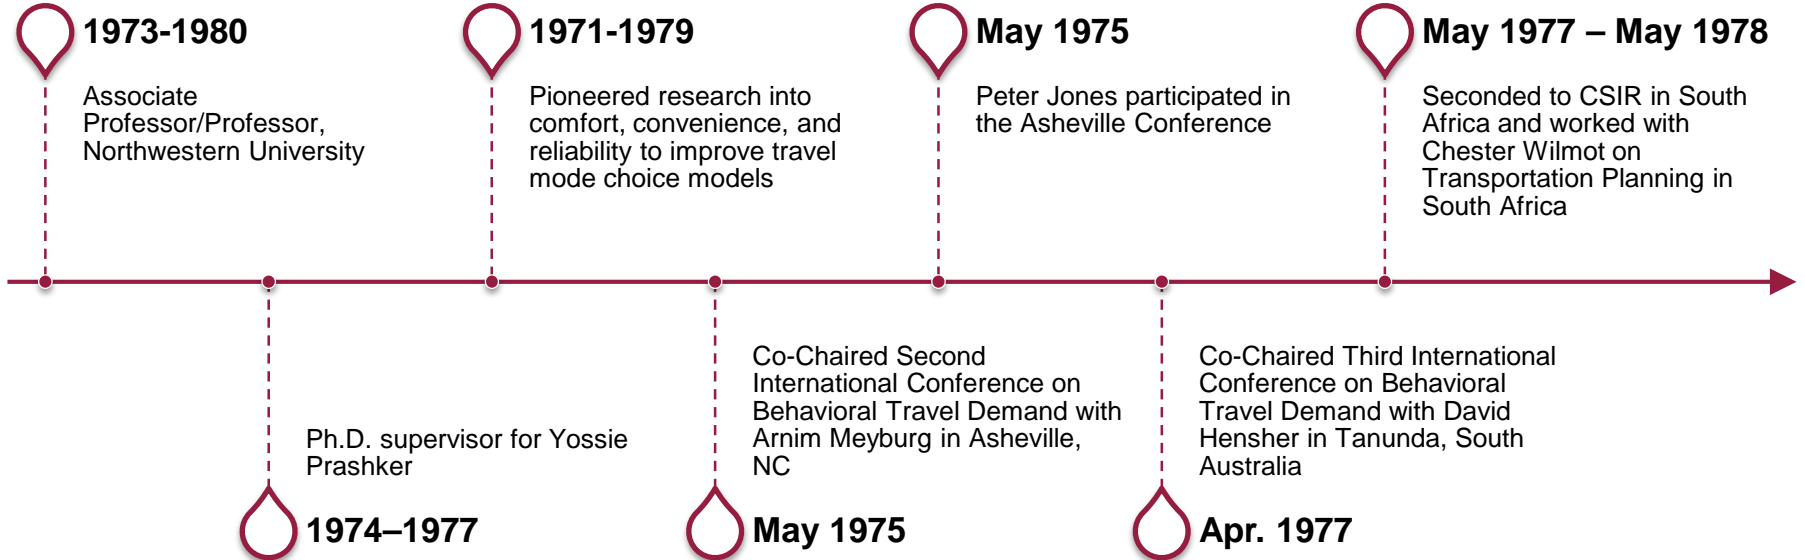 1973-1980
Associate
Professor/Professor,
Northwestern University
1971-1979
Pioneered research into
comfort, convenience, and
reliability to improve travel
mode choice models
May 1975
Peter Jones participated in
the Asheville Conference
May 1977 – May 1978
Seconded to CSIR in South
Africa and worked with
Chester Wilmot on
Transportation Planning in
South Africa
Ph.D. supervisor for Yossie
Prashker
1974–1977
Co-Chaired Second
International Conference on
Behavioral Travel Demand with
Arnim Meyburg in Asheville,
NC
May 1975
Co-Chaired Third International
Conference on Behavioral
Travel Demand with David
Hensher in Tanunda, South
Australia
Apr. 1977